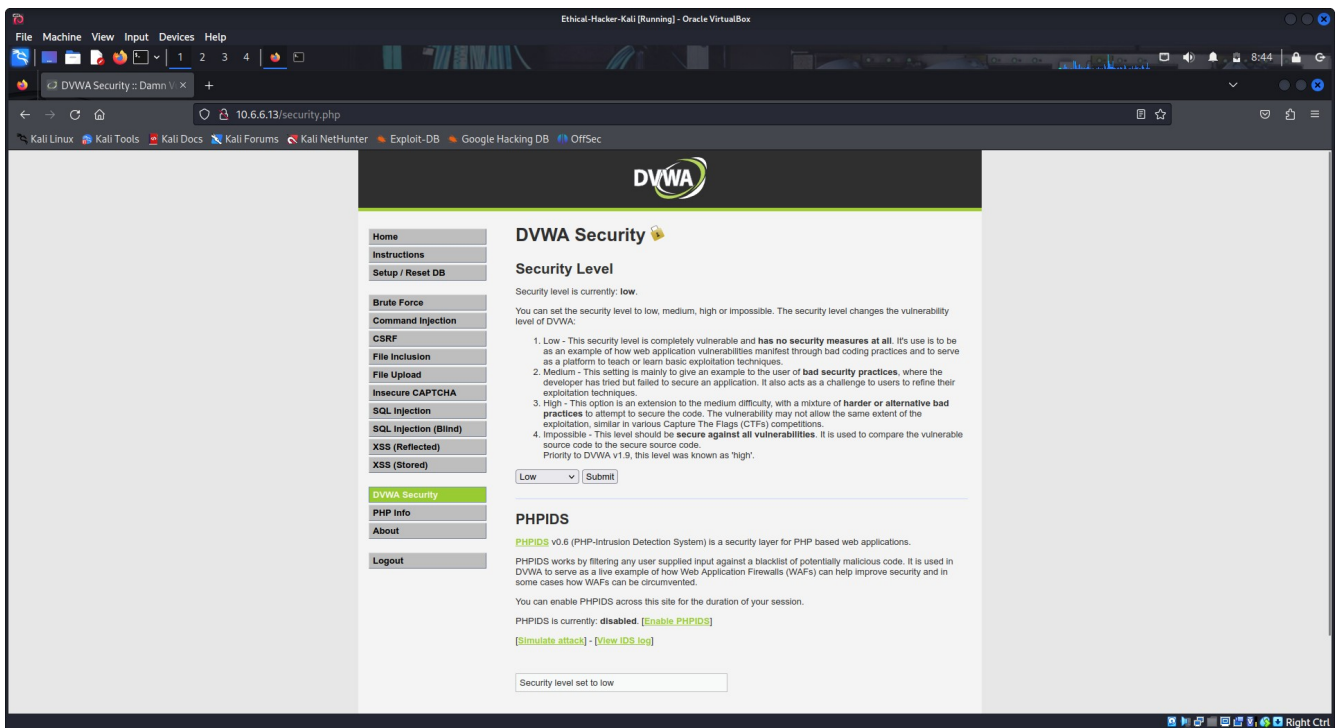 Ethical-Hacker-Kali [Running] - Oracle VirtualBox
File Machine View Input Devices Help
1 2 3 4
8:44
DVWA Security :: Damn V
10.6.6.13/security.php
Kali Linux Kali Tools Kali Docs Kali Forums Kali NetHunter Exploit-DB Google Hacking DB OffSec
DVWA
Home
Instructions
Setup / Reset DB
Brute Force
Command Injection
CSRF
File Inclusion
File Upload
Insecure CAPTCHA
SQL Injection
SQL Injection (Blind)
XSS (Reflected)
XSS (Stored)
DVWA Security
PHP Info
About
Logout
DVWA Security
Security Level
Security level is currently: low.
You can set the security level to low, medium, high or impossible. The security level changes the vulnerability
level of DVWA:
1. Low - This security level is completely vulnerable and has no security measures at all. It's use is to be
as an example of how web application vulnerabilities manifest through bad coding practices and to serve
as a platform to teach or learn basic exploitation techniques.
2. Medium - This setting is mainly to give an example to the user of bad security practices, where the
developer has tried but failed to secure an application. It also acts as a challenge to users to refine their
exploitation techniques.
3. High - This option is an extension to the medium difficulty, with a mixture of harder or alternative bad
practices to attempt to secure the code. The vulnerability may not allow the same extent of the
exploitation, similar in various Capture The Flags (CTFs) competitions.
4. Impossible - This level should be secure against all vulnerabilities. It is used to compare the vulnerable
source code to the secure source code.
Priority to DVWA v1.9, this level was known as 'high'.
Low Submit
PHPIDS
PHPIDS v0.6 (PHP-Intrusion Detection System) is a security layer for PHP based web applications.
PHPIDS works by filtering any user supplied input against a blacklist of potentially malicious code. It is used in
DVWA to serve as a live example of how Web Application Firewalls (WAFs) can help improve security and in
some cases how WAFs can be circumvented.
You can enable PHPIDS across this site for the duration of your session.
PHPIDS is currently: disabled. [Enable PHPIDS]
[Simulate attack] - [View IDS log]
Security level set to low
Right Ctrl